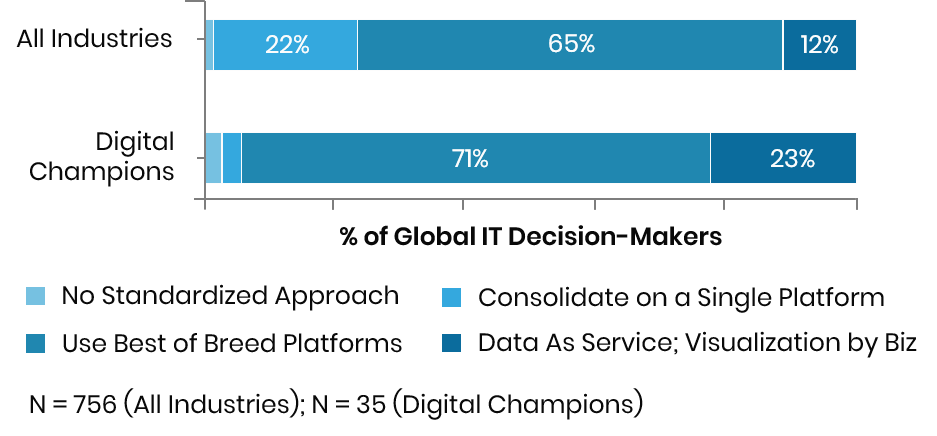 All Industries
22%
65%
12%
Digital
Champions
71%
23%
% of Global IT Decision-Makers
No Standardized Approach
Consolidate on a Single Platform
Use Best of Breed Platforms
Data As Service; Visualization by Biz
N = 756 (All Industries); N = 35 (Digital Champions)